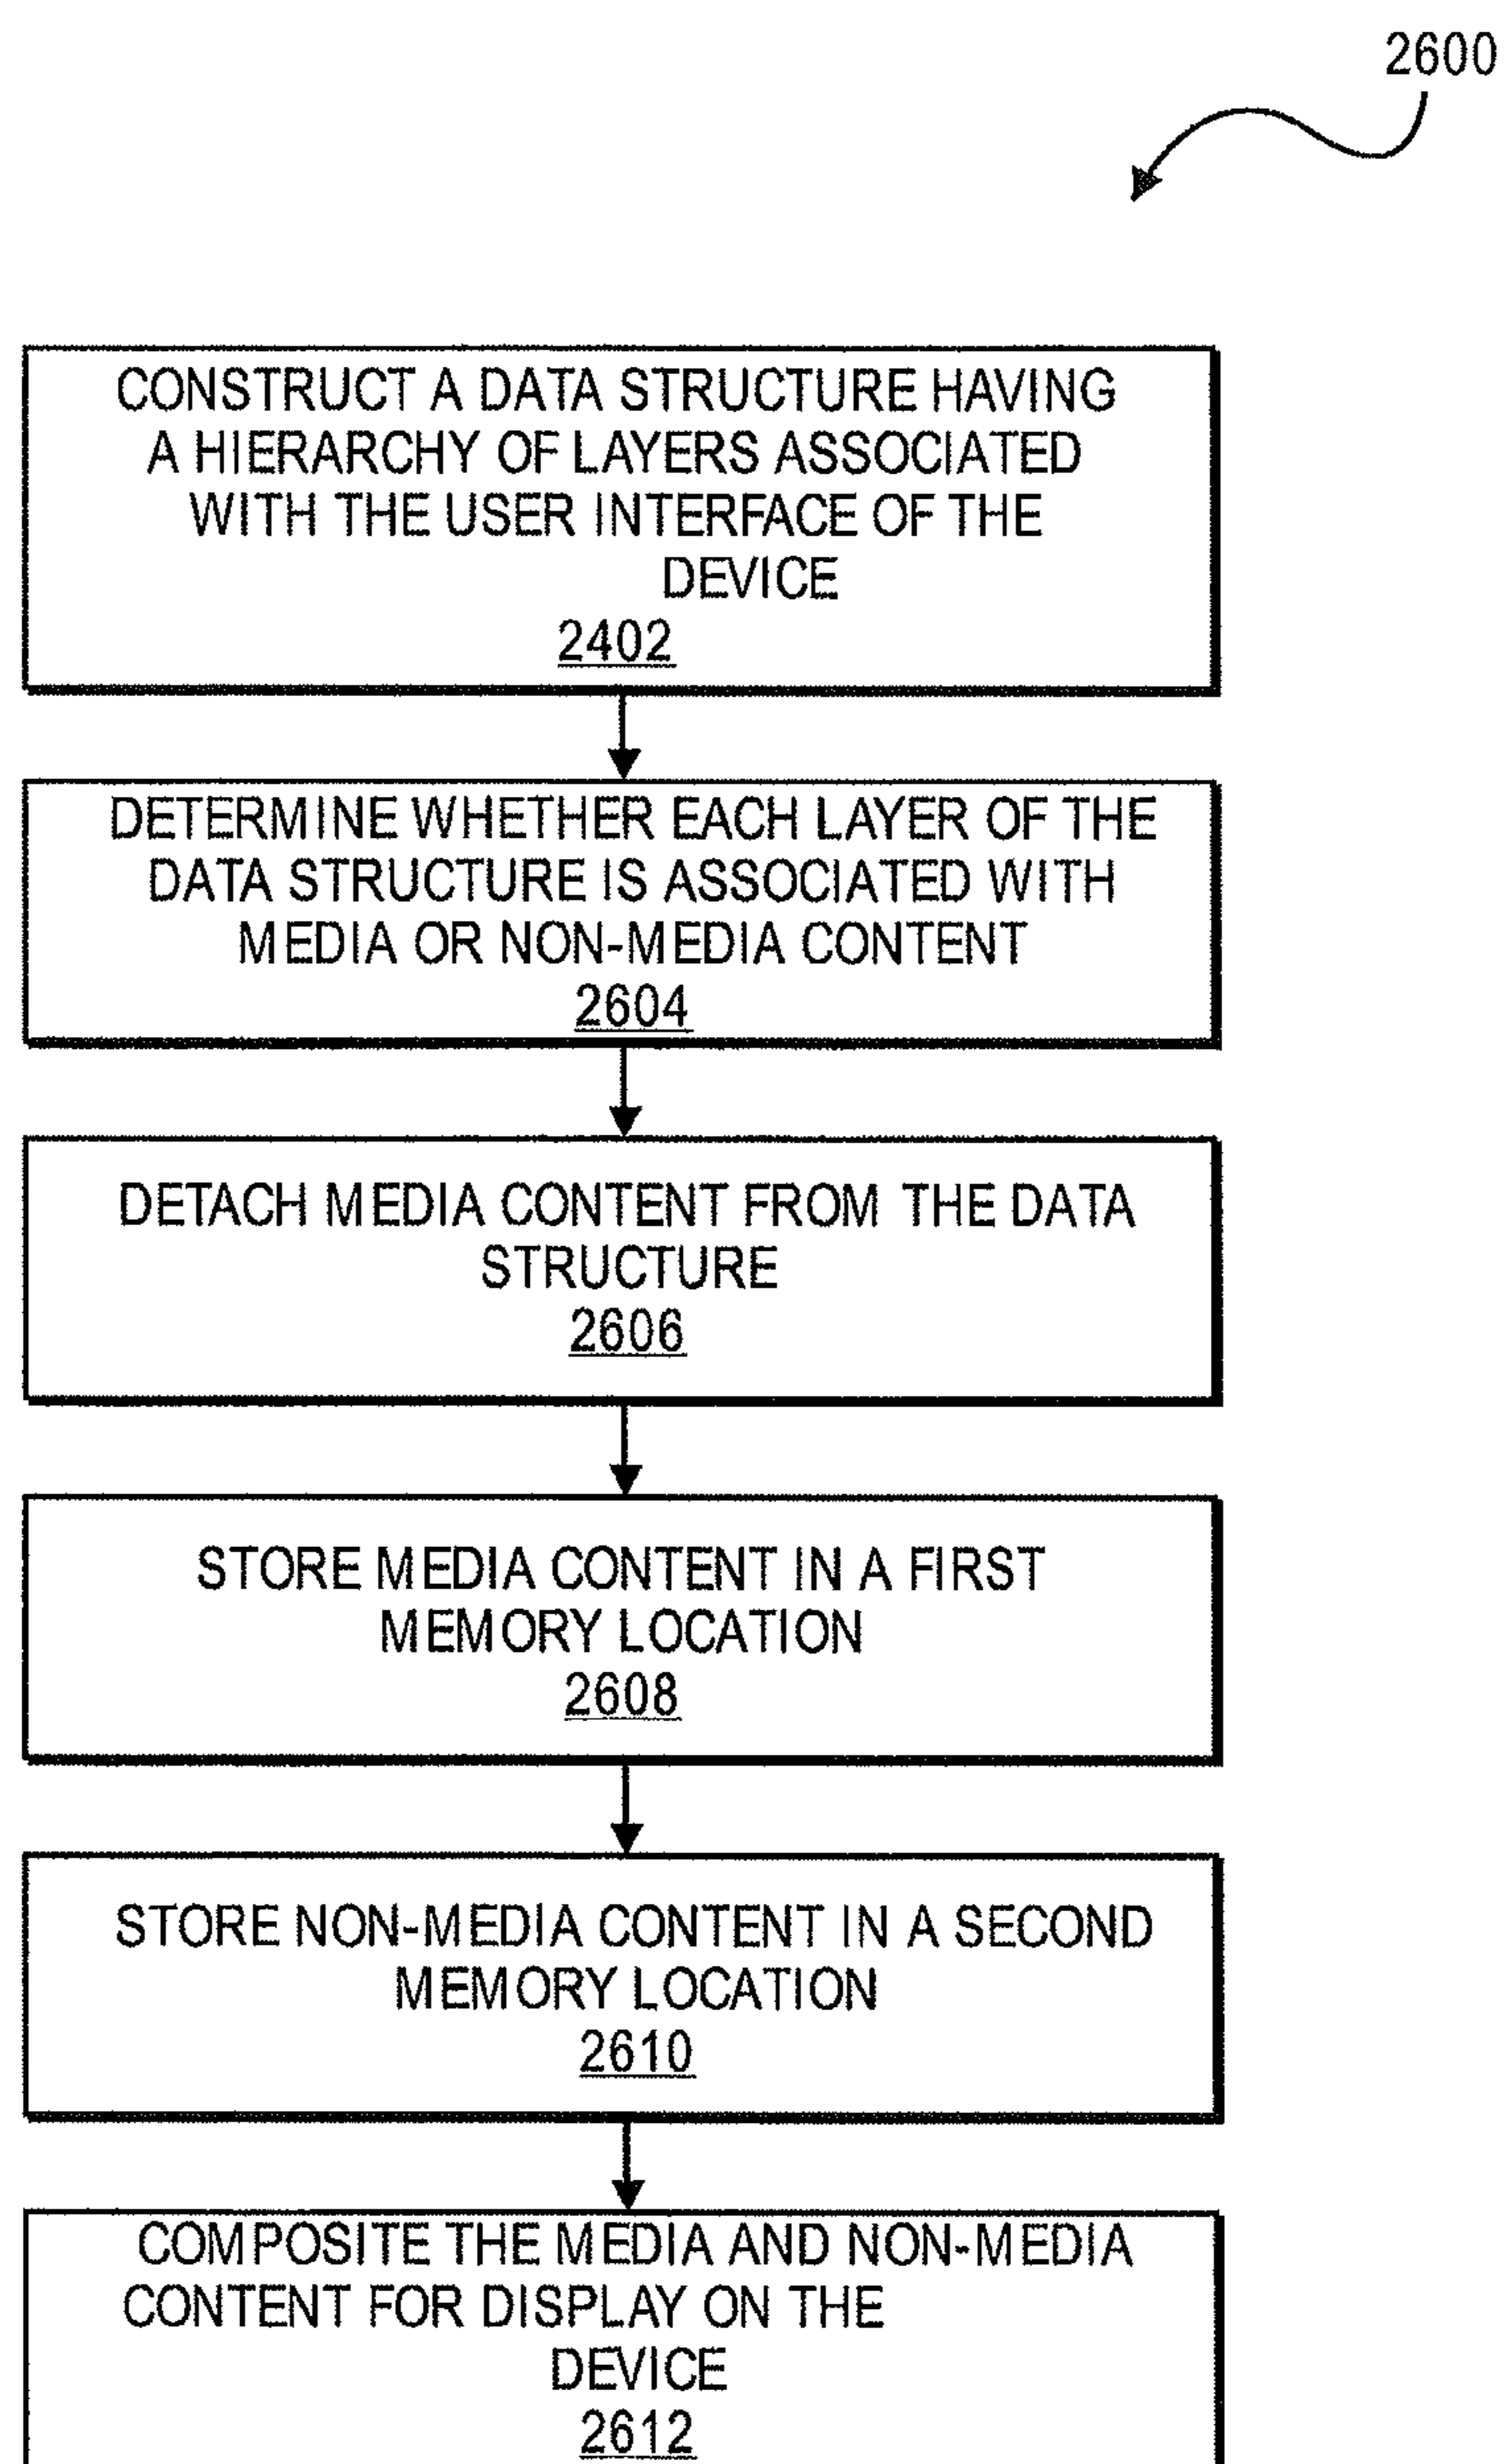 2600
CONSTRUCT A DATA STRUCTURE HAVING
A HIERARCHY OF LAYERS ASSOCIATED
WITH THE USER INTERFACE OF THE
DEVICE
2402
DETERMINE WHETHER EACH LAYER OF THE
DATA STRUCTURE IS ASSOCIATED WITH
MEDIA OR NON-MEDIA CONTENT
2604
DETACH MEDIA CONTENT FROM THE DATA
STRUCTURE
2606
STORE MEDIA CONTENT IN A FIRST
MEMORY LOCATION
2608
STORE NON-MEDIA CONTENT IN A SECOND
MEMORY LOCATION
2610
COMPOSITE THE MEDIA AND NON-MEDIA
CONTENT FOR DISPLAY ON THE
DEVICE
2612